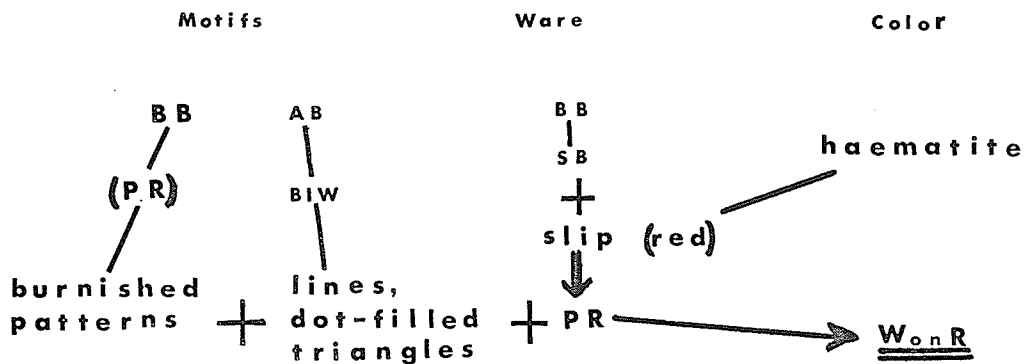 Motifs Ware Color
BB AB BB
SB haematite
(PR) BIW +
slip (red)
burnished patterns + lines, dot-filled triangles + PR WonR